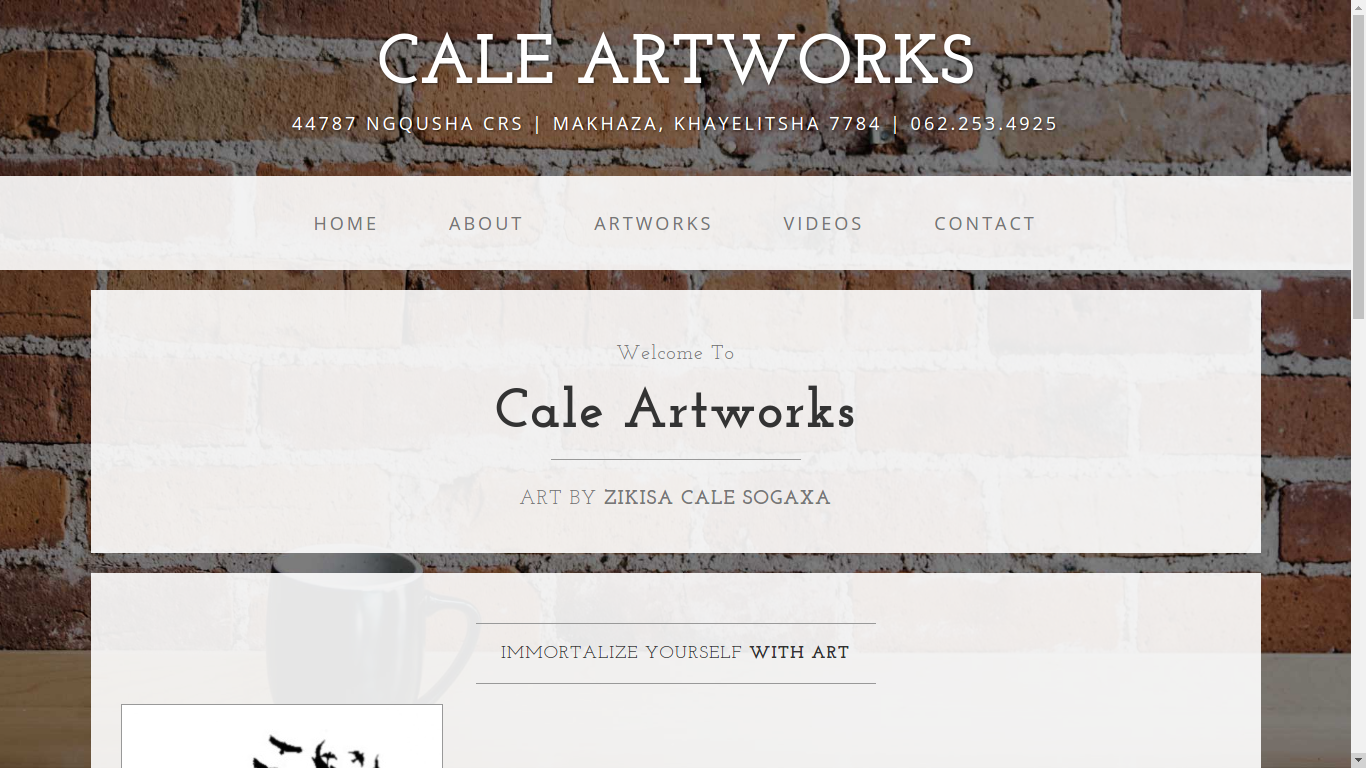 CALE ARTWORKS
44787 NGQUSHA CRS | MAKHAZA, KHAYELITSHA 7784 | 062.253.4925
HOME ABOUT ARTWORKS VIDEOS CONTACT
Welcome To
Cale Artworks
ART BY ZIKISA CALE SOGAXA
IMMORTALIZE YOURSELF WITH ART